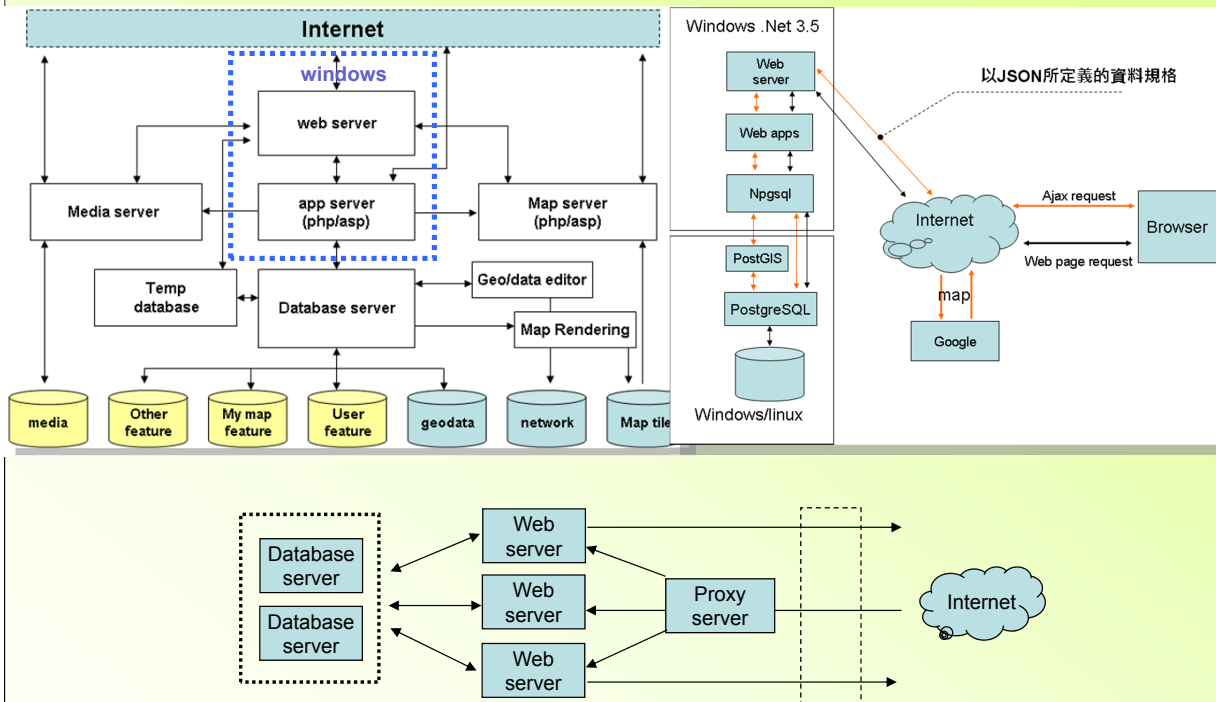 Internet
windows
web server
Media server
app server
(php/asp)
Map server
(php/asp)
Temp
database
Database server
Geo/data editor
Map Rendering
media
Other
feature
My map
feature
User
feature
geodata
network
Map tile
Windows .Net 3.5
Web
server
Web apps
Npgsql
PostGIS
PostgreSQL
Windows/linux
以JSON所定義的資料規格
Internet
Ajax request
Web page request
Browser
map
Google
Database
server
Database
server
Web
server
Web
server
Web
server
Proxy
server
Internet